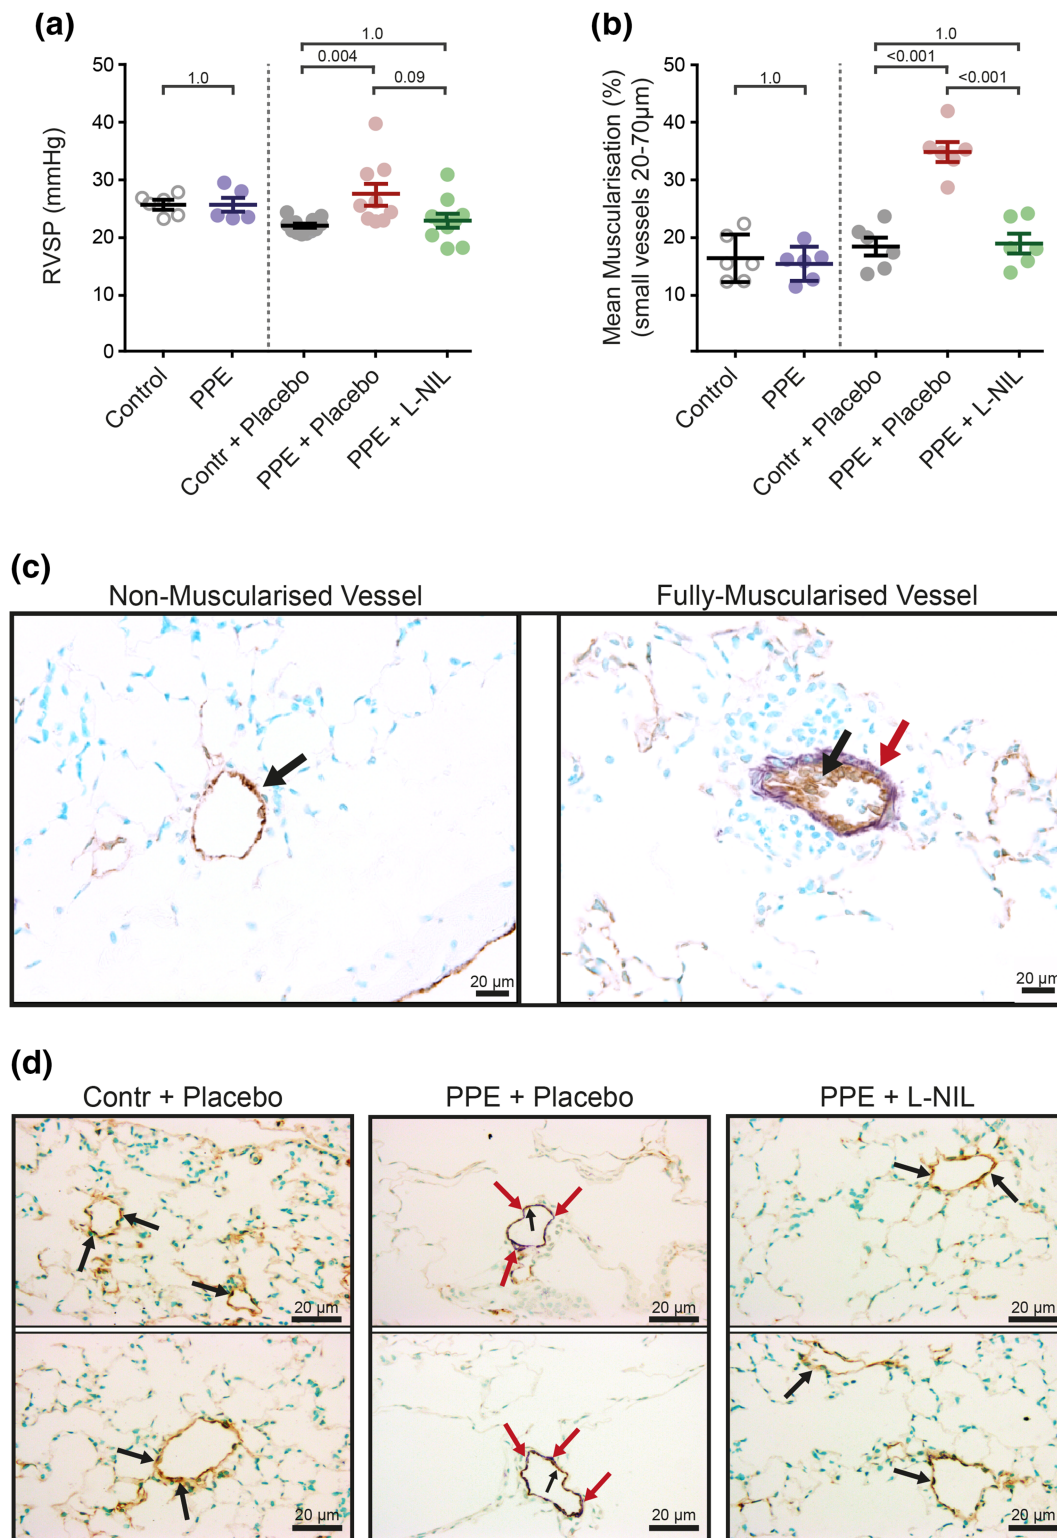 (a)
1.0
0.004
1.0
0.09
50
40
30
20
10
0
RVSP (mmHg)
Control
PPE
Contr + Placebo
PPE + Placebo
PPE + L-NIL
(b)
1.0
<0.001
1.0
<0.001
50
40
30
20
10
0
Mean Muscularisation (%)
(small vessels 20-70µm)
Control
PPE
Contr + Placebo
PPE + Placebo
PPE + L-NIL
(c)
Non-Muscularised Vessel
Fully-Muscularised Vessel
20 µm
20 µm
(d)
Contr + Placebo
PPE + Placebo
PPE + L-NIL
20 µm
20 µm
20 µm
20 µm
20 µm
20 µm